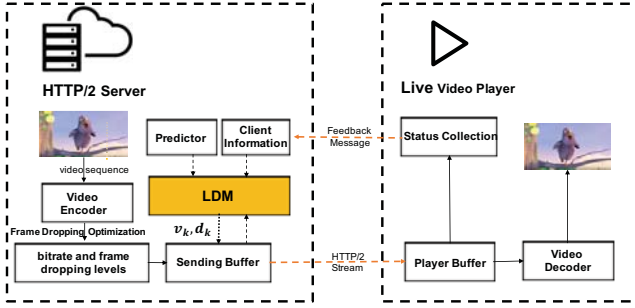 HTTP/2 Server
Live Video Player
Predictor
Client
Information
Feedback
Message
Status Collection
video sequence
Video
Encoder
LDM
Frame Dropping Optimization
v_k, d_k
bitrate and frame
dropping levels
Sending Buffer
HTTP/2
Stream
Player Buffer
Video
Decoder